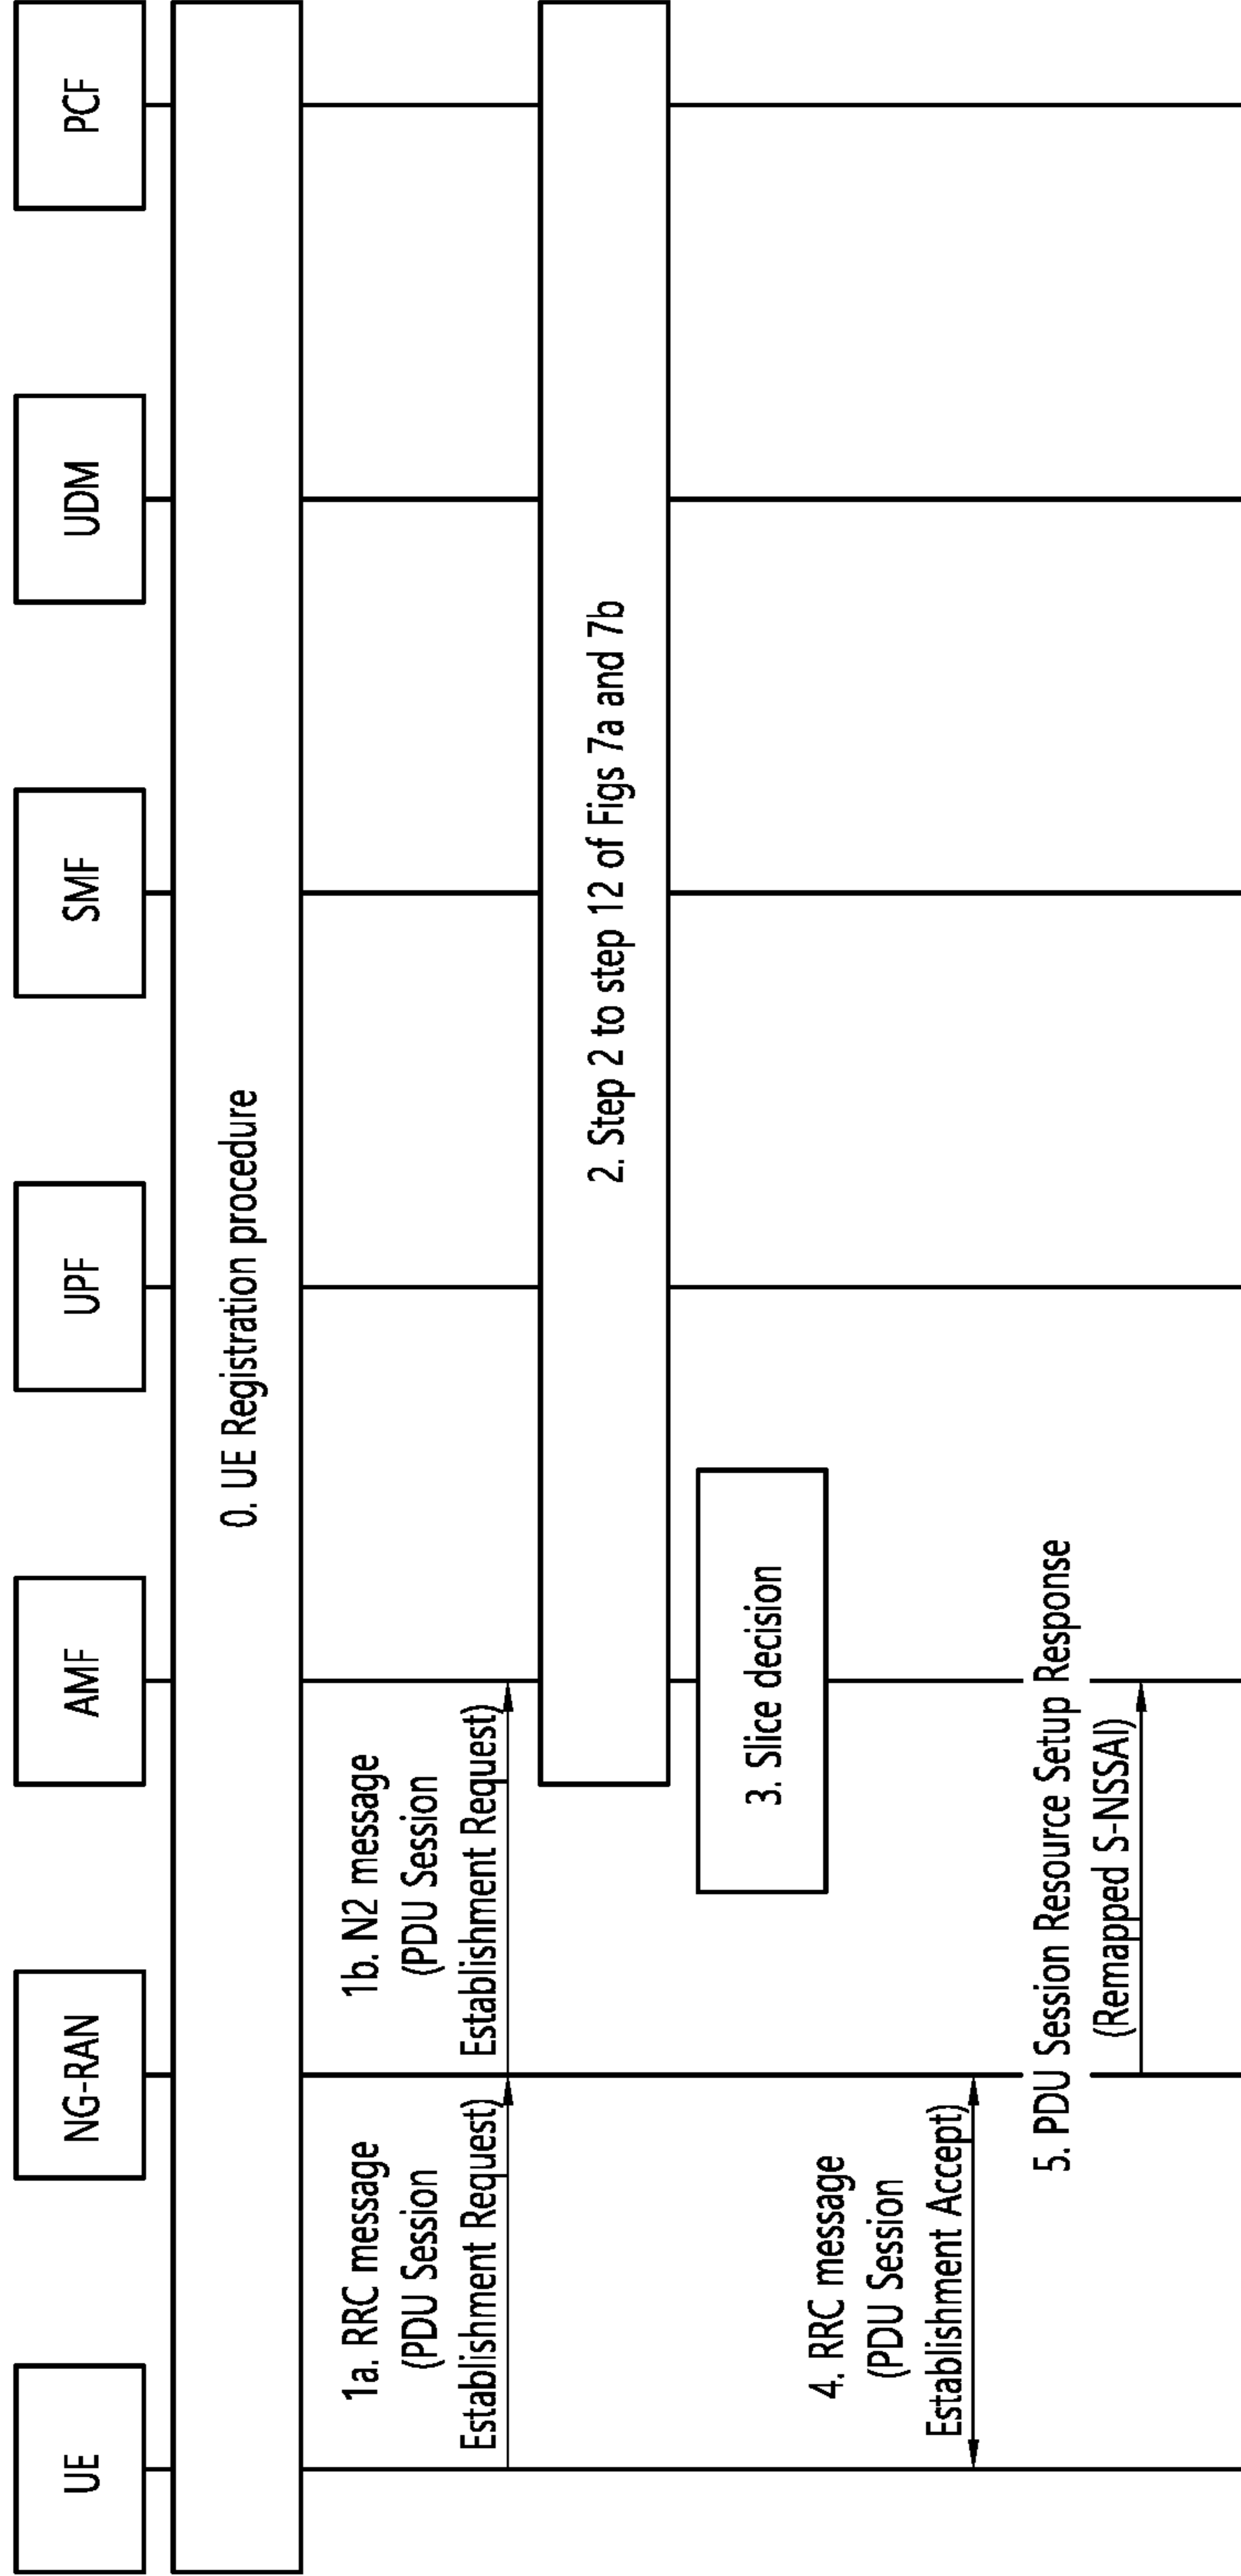 UE
NG-RAN
AMF
UPF
SMF
UDM
PCF
0. UE Registration procedure
1a. RRC message
(PDU Session
Establishment Request)
1b. N2 message
(PDU Session
Establishment Request)
2. Step 2 to step 12 of Figs 7a and 7b
3. Slice decision
4. RRC message
(PDU Session
Establishment Accept)
5. PDU Session Resource Setup Response
(Remapped S-NSSAI)